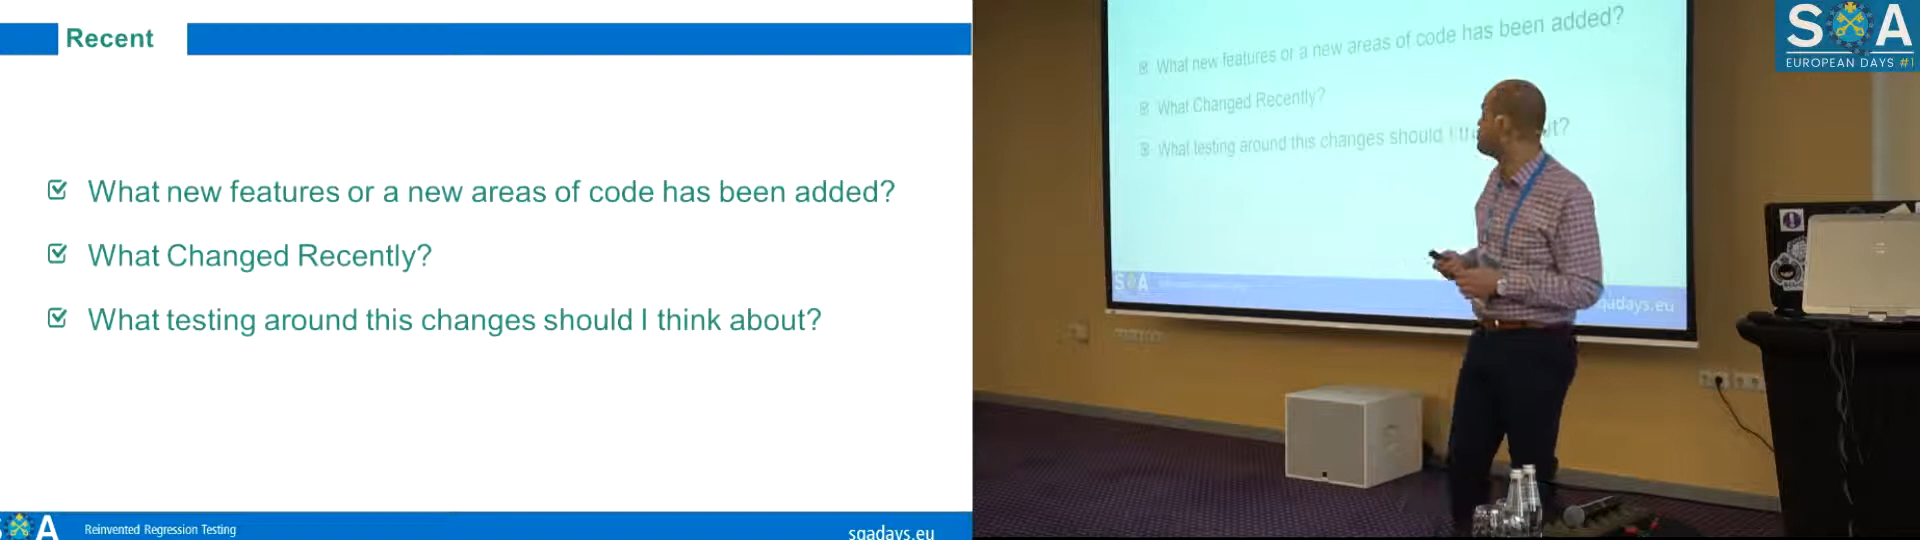 Recent
What new features or a new areas of code has been added?
What Changed Recently?
What testing around this changes should I think about?
A
Reinvented Regression Testing
sqadays.eu
What new features or a new areas of code has been added?
What Changed Recently?
What testing around this changes should I
t?
SQA
qadays.eu
SQA
EUROPEAN DAYS #1